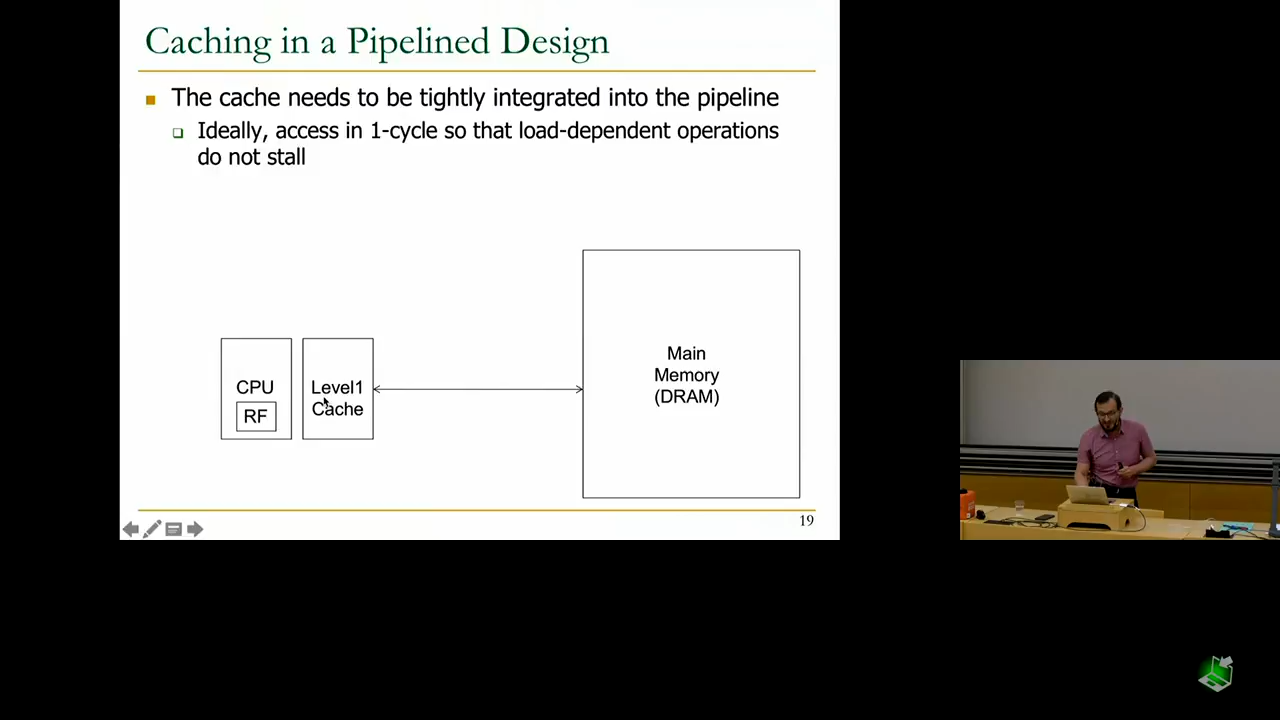 Caching in a Pipelined Design
The cache needs to be tightly integrated into the pipeline
Ideally, access in 1-cycle so that load-dependent operations
do not stall
CPU
RF
Level1
Cache
Main
Memory
(DRAM)
19